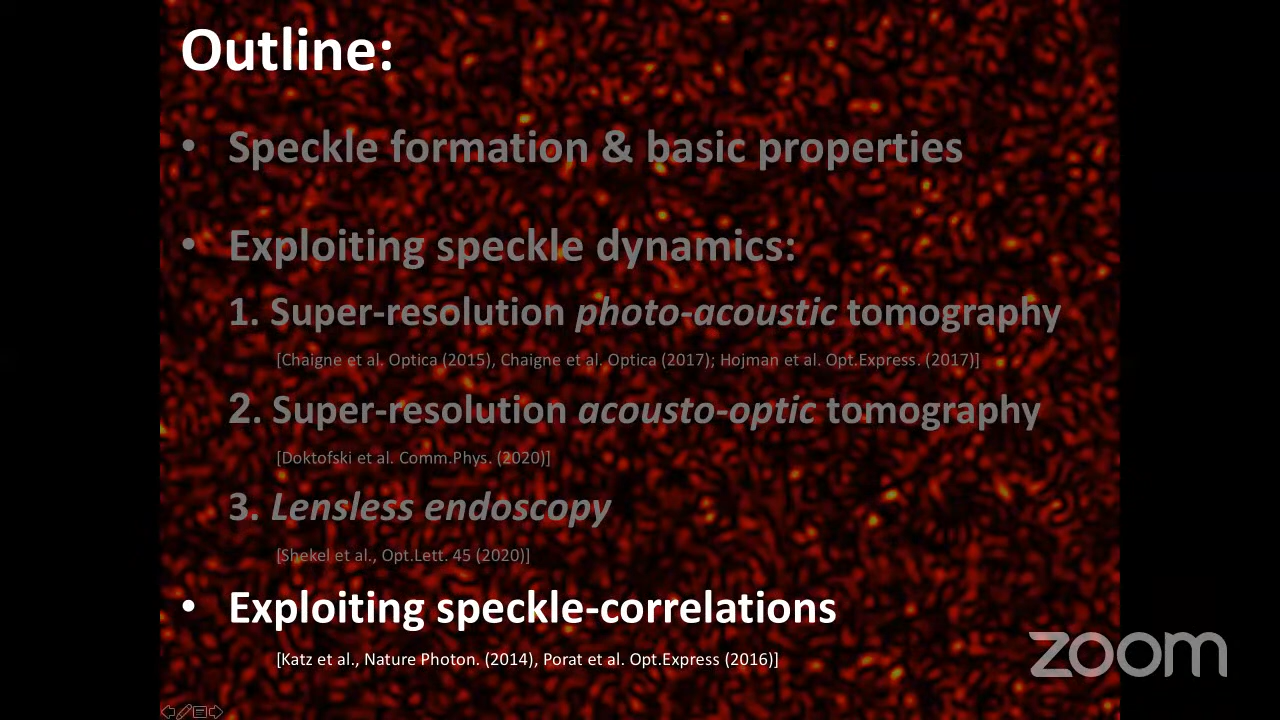 Outline:
• Speckle formation & basic properties
• Exploiting speckle dynamics:
1. Super-resolution photo-acoustic tomography
[Chaigne et al. Optica (2015), Chaigne et al. Optica (2017); Hojman et al. Opt.Express. (2017)]
2. Super-resolution acousto-optic tomography
[Doktofski et al. Comm.Phys. (2020)]
3. Lensless endoscopy
[Shekel et al., Opt.Lett. 45 (2020)]
• Exploiting speckle-correlations
[Katz et al., Nature Photon. (2014), Porat et al. Opt.Express (2016)]
zoom